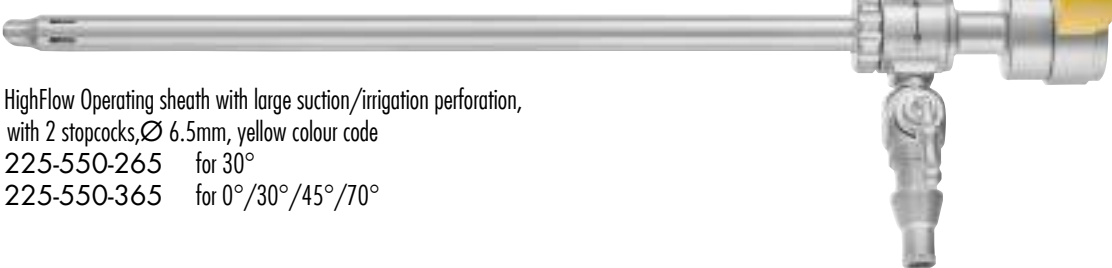 HighFlow Operating sheath with large suction/irrigation perforation,
with 2 stopcocks,Ø 6.5mm, yellow colour code
225-550-265 for 30°
225-550-365 for 0°/30°/45°/70°